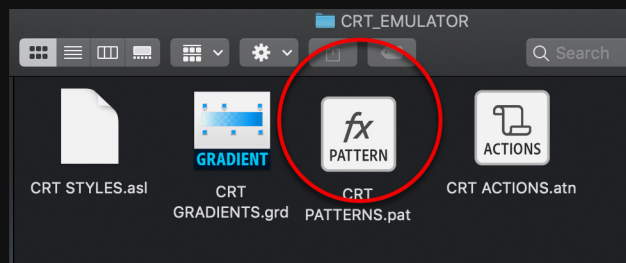 CRT_EMULATOR
Search
GRADIENT
fx
PATTERN
ACTIONS
CRT STYLES.asl
CRT
GRADIENTS.grd
CRT
PATTERNS.pat
CRT ACTIONS.atn